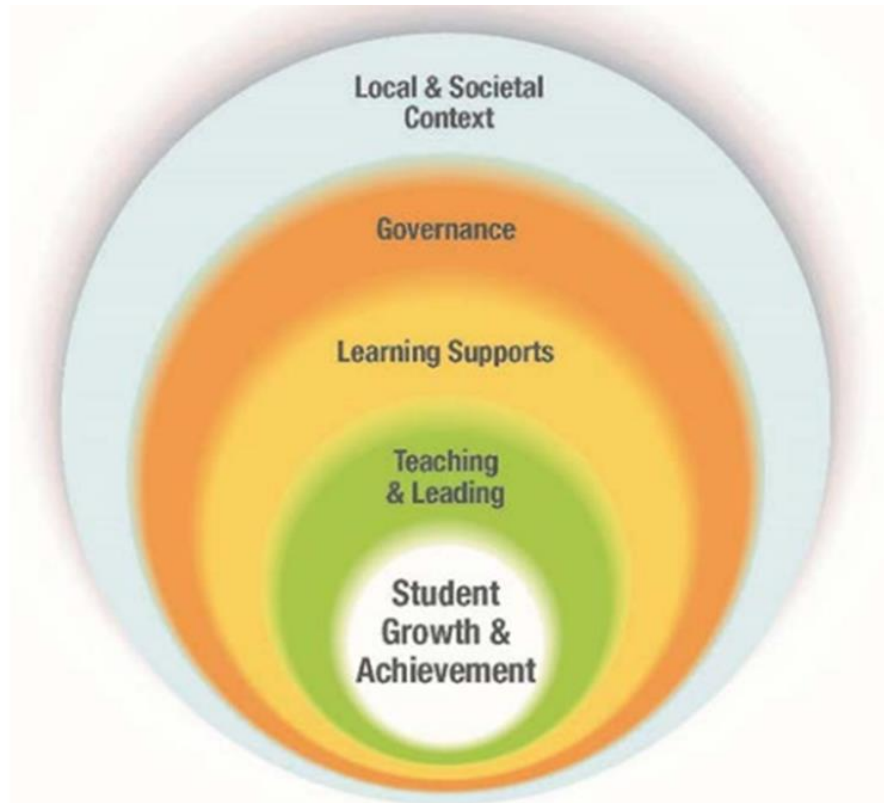 Local & Societal
Context
Governance
Learning Supports
Teaching
& Leading
Student
Growth &
Achievement